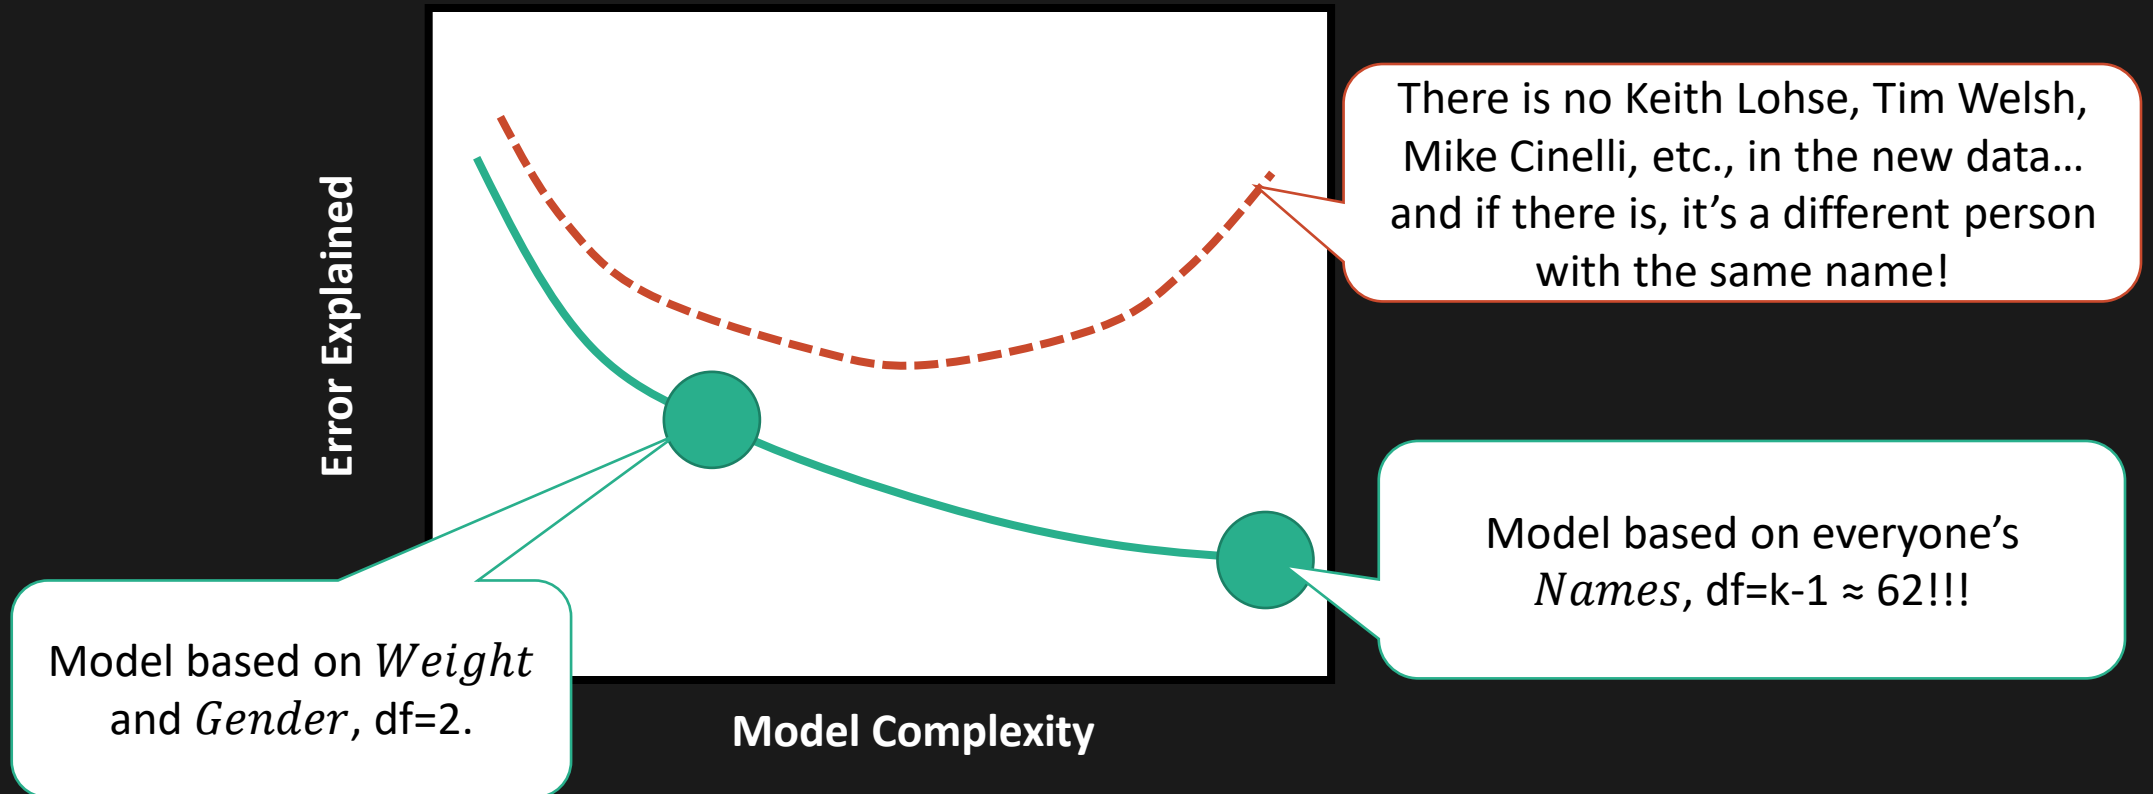 There is no Keith Lohse, Tim Welsh,
Mike Cinelli, etc., in the new data…
and if there is, it’s a different person
with the same name!
Error Explained
Model based on everyone’s
Names, df=k-1 ≈ 62!!!
Model based on Weight
and Gender, df=2.
Model Complexity